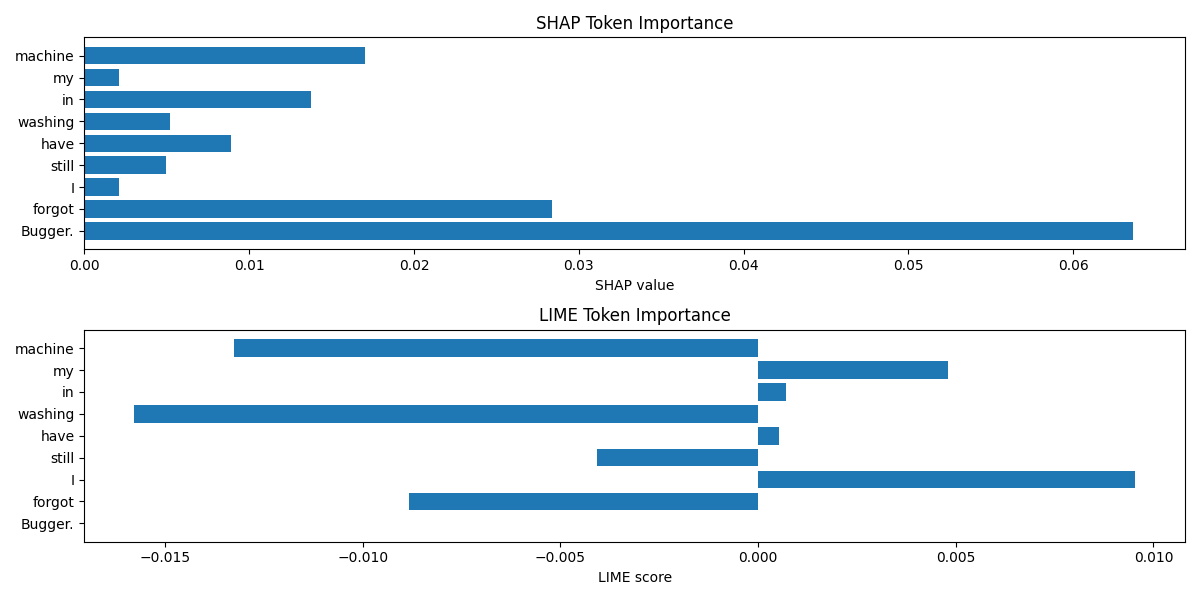 SHAP Token Importance
machine
my
in
washing
have
still
I
forgot
Bugger.
0.00 0.01 0.02 0.03 0.04 0.05 0.06
SHAP value
LIME Token Importance
machine
my
in
washing
have
still
I
forgot
Bugger.
−0.015 −0.010 −0.005 0.000 0.005 0.010
LIME score